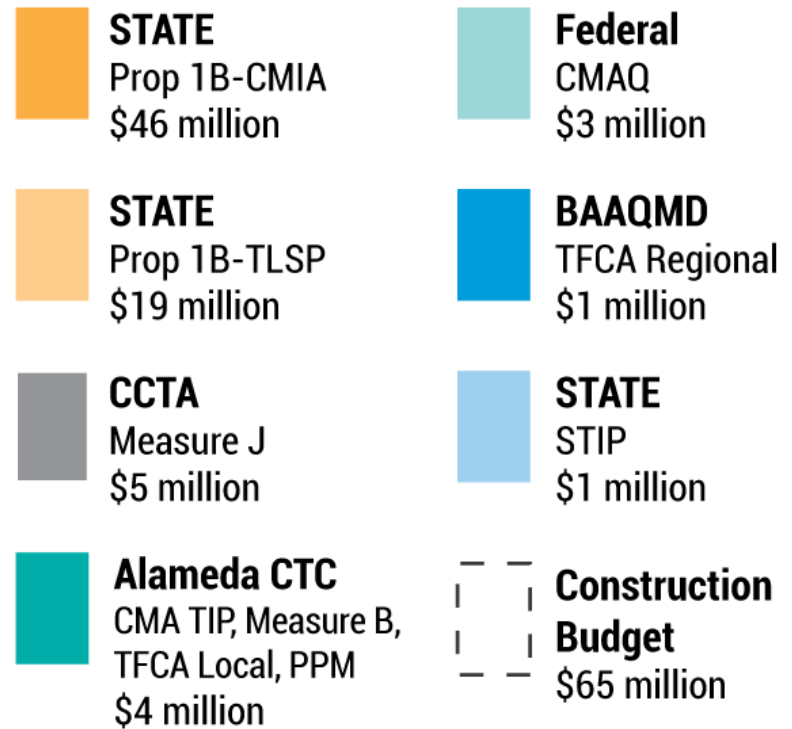 STATE
Prop 1B-CMIA
$46 million
STATE
Prop 1B-TLSP
$19 million
CCTA
Measure J
$5 million
Alameda CTC
CMA TIP, Measure B,
TFCA Local, PPM
$4 million
Federal
CMAQ
$3 million
BAAQMD
TFCA Regional
$1 million
STATE
STIP
$1 million
Construction
Budget
$65 million